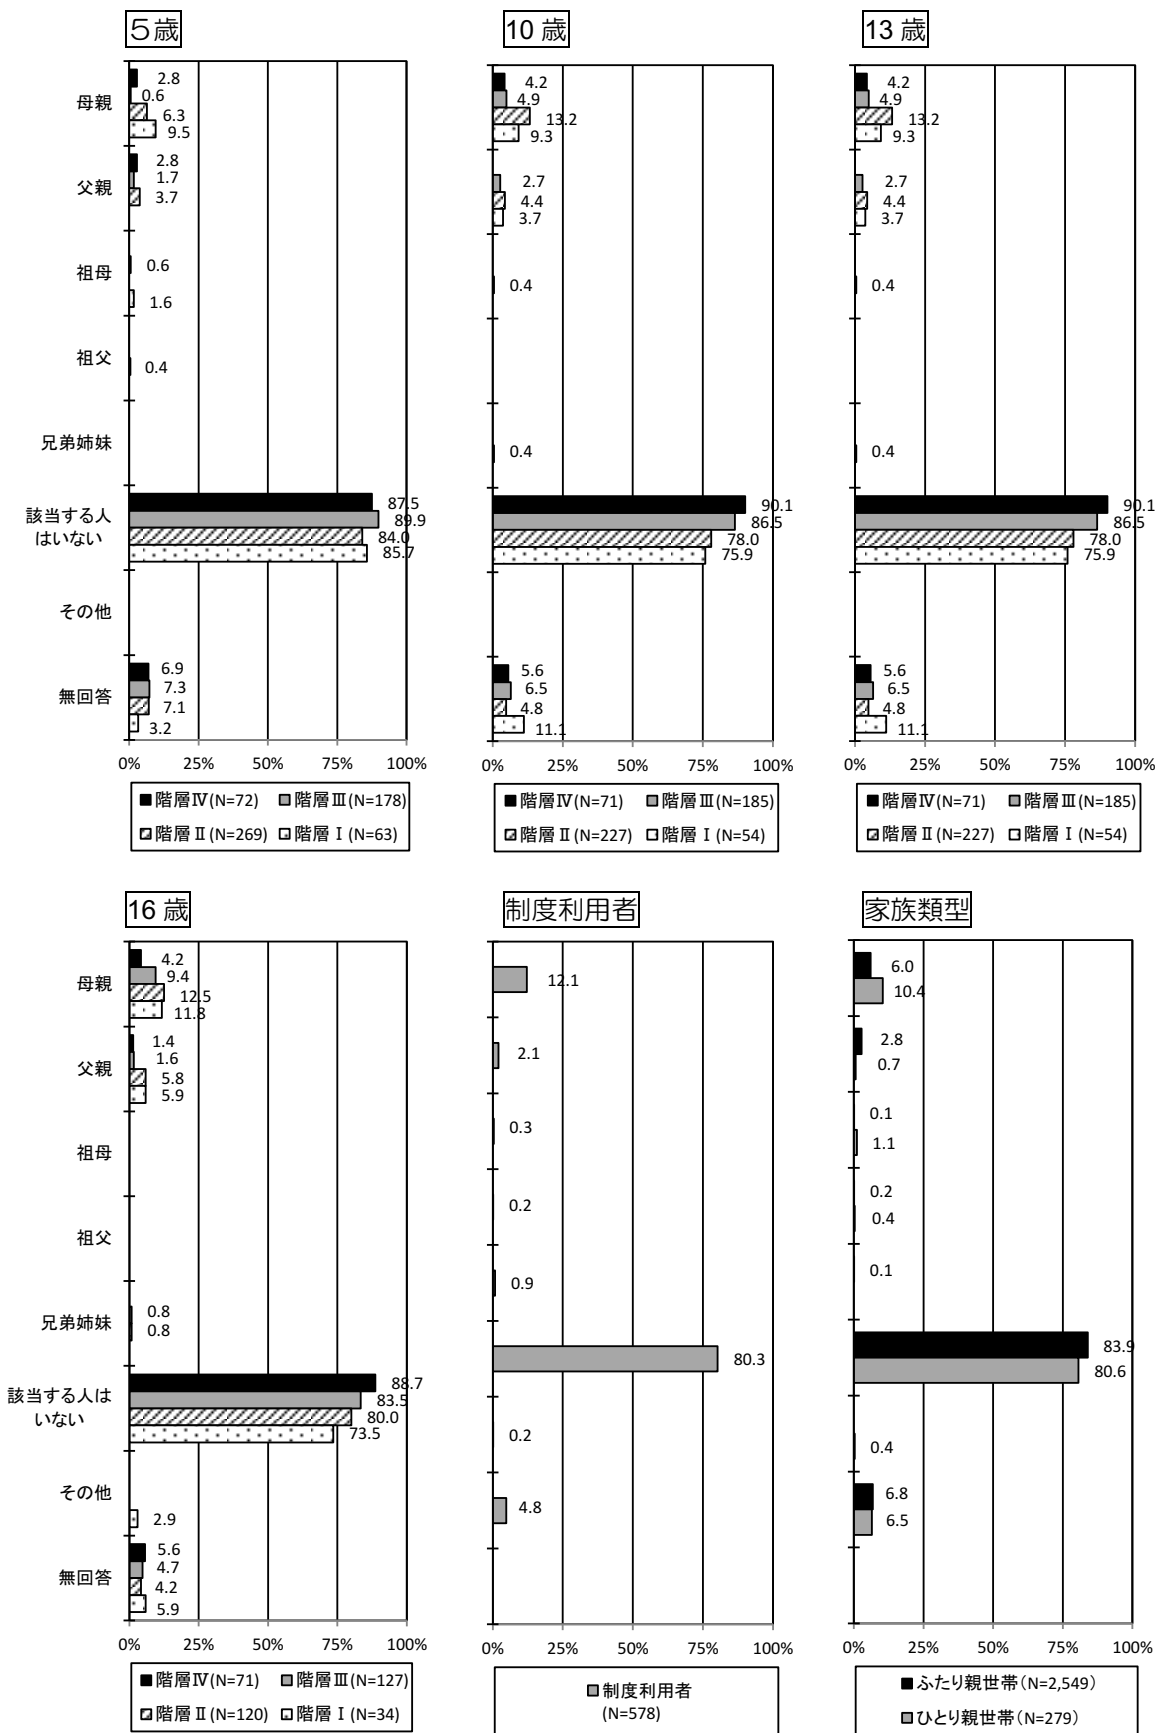 5歳
母親
2.8
0.6
6.3
9.5
父親
2.8
1.7
3.7
祖母
0.6
1.6
祖父
0.4
兄弟姉妹
該当する人
はいない
87.5
89.9
84.0
85.7
その他
無回答
6.9
7.3
7.1
3.2
0% 25% 50% 75% 100%
階層Ⅳ(N=72) 階層Ⅲ(N=178)
階層Ⅱ(N=269) 階層Ⅰ(N=63)
10歳
4.2
4.9
13.2
9.3
2.7
4.4
3.7
0.4
0.4
90.1
86.5
78.0
75.9
5.6
6.5
4.8
11.1
0% 25% 50% 75% 100%
階層Ⅳ(N=71) 階層Ⅲ(N=185)
階層Ⅱ(N=227) 階層Ⅰ(N=54)
13歳
4.2
4.9
13.2
9.3
2.7
4.4
3.7
0.4
0.4
90.1
86.5
78.0
75.9
5.6
6.5
4.8
11.1
0% 25% 50% 75% 100%
階層Ⅳ(N=71) 階層Ⅲ(N=185)
階層Ⅱ(N=227) 階層Ⅰ(N=54)
16歳
母親
4.2
9.4
12.5
11.8
父親
1.4
1.6
5.8
5.9
祖母
祖父
兄弟姉妹
0.8
0.8
該当する人は
いない
88.7
83.5
80.0
73.5
その他
2.9
無回答
5.6
4.7
4.2
5.9
0% 25% 50% 75% 100%
階層Ⅳ(N=71) 階層Ⅲ(N=127)
階層Ⅱ(N=120) 階層Ⅰ(N=34)
制度利用者
12.1
2.1
0.3
0.2
0.9
80.3
0.2
4.8
0% 25% 50% 75% 100%
制度利用者
(N=578)
家族類型
6.0
10.4
2.8
0.7
0.1
1.1
0.2
0.4
0.1
83.9
80.6
0.4
6.8
6.5
0% 25% 50% 75% 100%
ふたり親世帯(N=2,549)
ひとり親世帯(N=279)